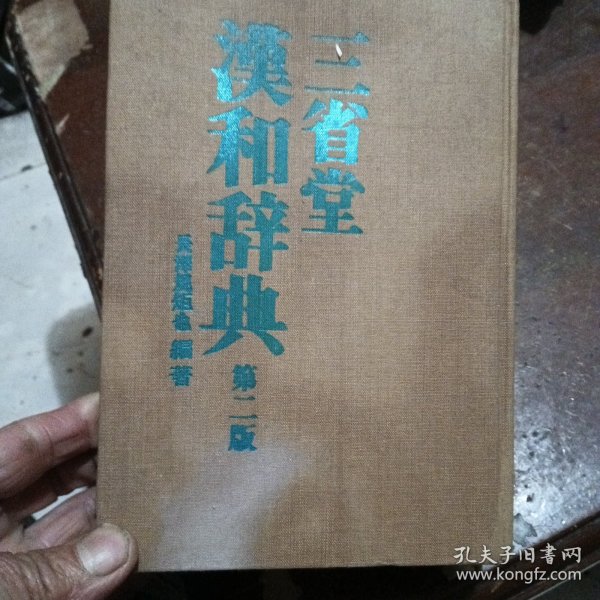 三省堂
漢和辞典
第二版
長澤規矩也 編著
孔夫子旧书网
www.kongfz.com